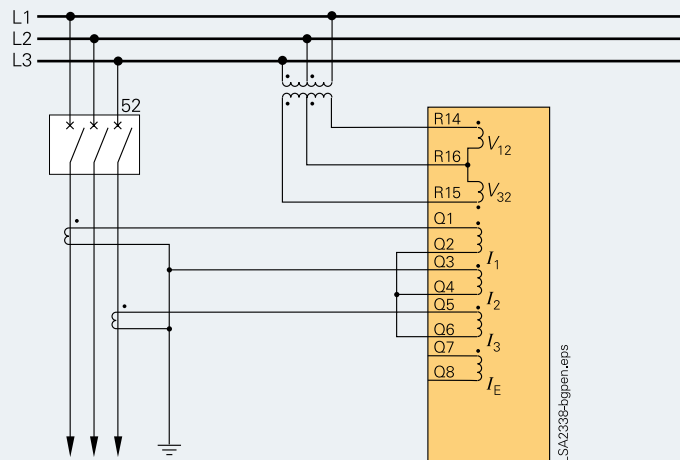 L1
L2
L3
52
R14
V12
R16
R15
V32
Q1
Q2
I1
Q3
Q4
I2
Q5
Q6
I3
Q7
Q8
IE
LSA2338-bgpen.eps